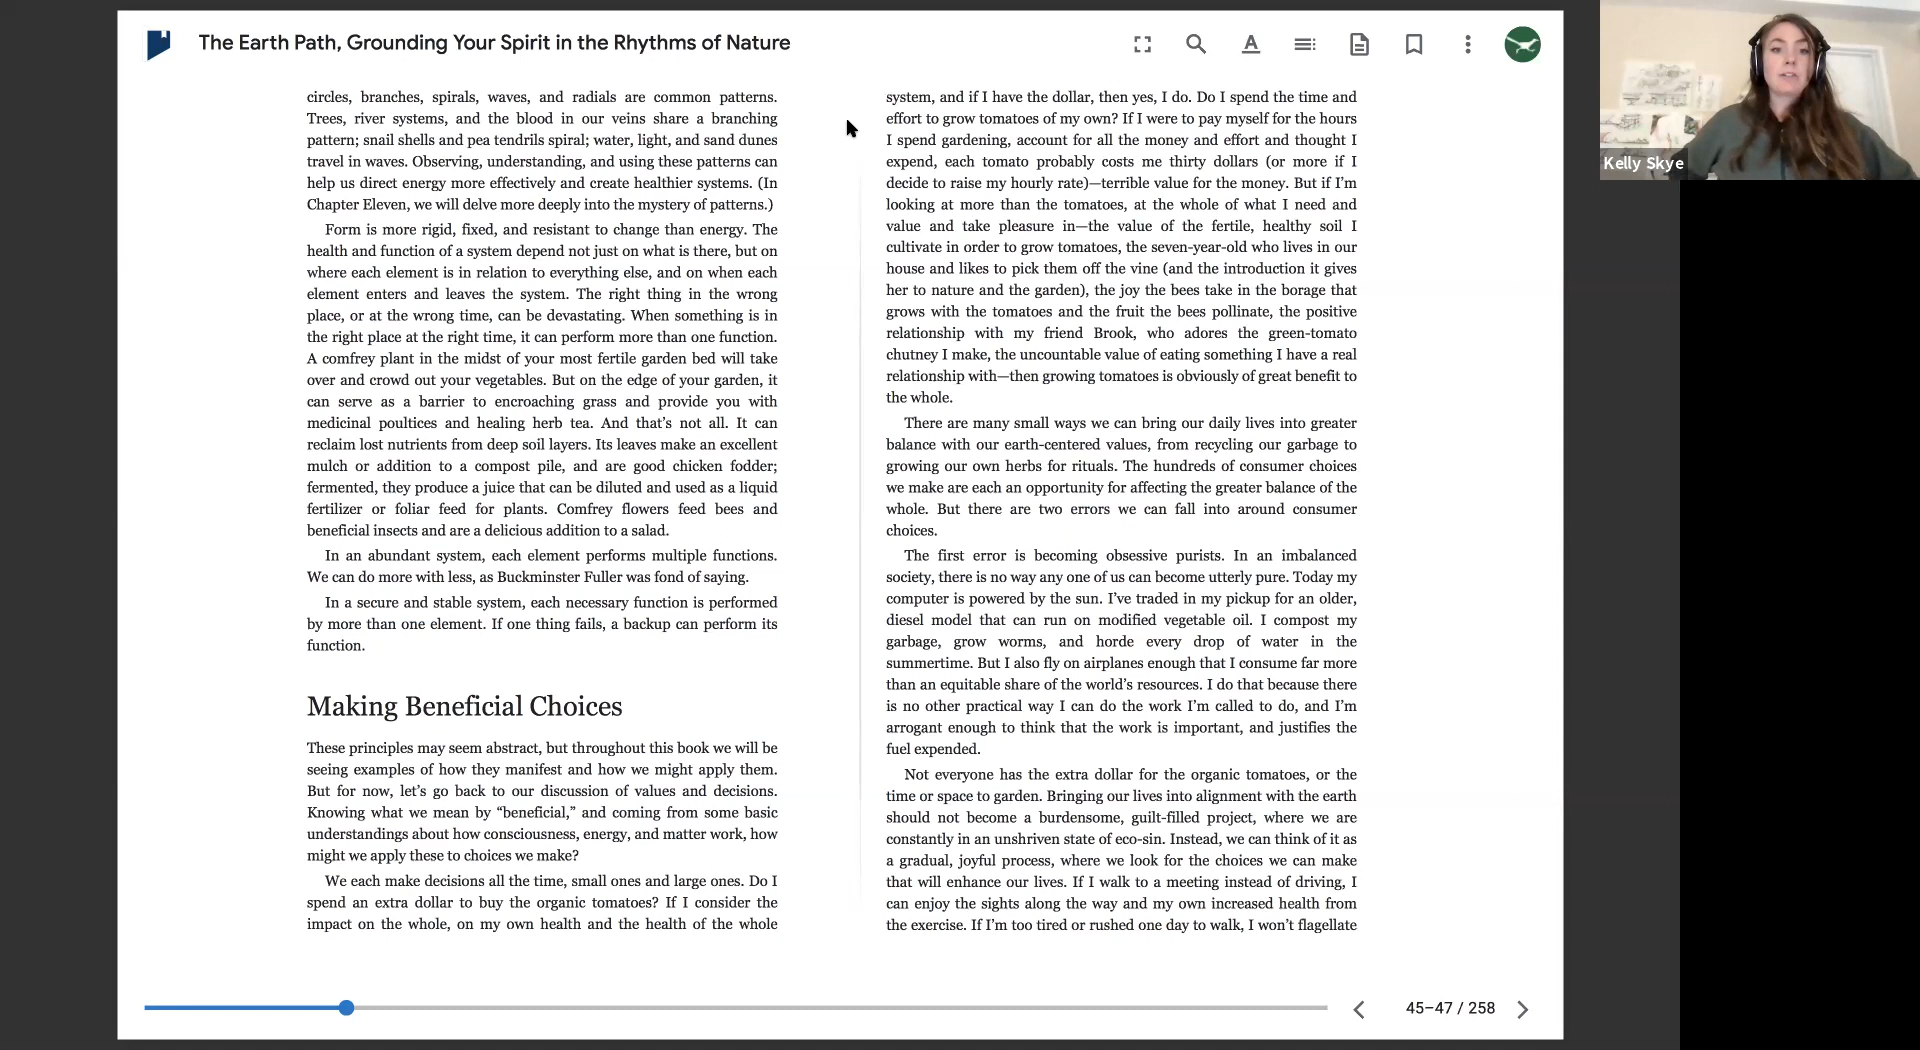 The Earth Path, Grounding Your Spirit in the Rhythms of Nature
circles, branches, spirals, waves, and radials are common patterns.
Trees, river systems, and the blood in our veins share a branching
pattern; snail shells and pea tendrils spiral; water, light, and sand dunes
travel in waves. Observing, understanding, and using these patterns can
help us direct energy more effectively and create healthier systems. (In
Chapter Eleven, we will delve more deeply into the mystery of patterns.)
Form is more rigid, fixed, and resistant to change than energy. The
health and function of a system depend not just on what is there, but on
where each element is in relation to everything else, and on when each
element enters and leaves the system. The right thing in the wrong
place, or at the wrong time, can be devastating. When something is in
the right place at the right time, it can perform more than one function.
A comfrey plant in the midst of your most fertile garden bed will take
over and crowd out your vegetables. But on the edge of your garden, it
can serve as a barrier to encroaching grass and provide you with
medicinal poultices and healing herb tea. And that's not all. It can
reclaim lost nutrients from deep soil layers. Its leaves make an excellent
mulch or addition to a compost pile, and are good chicken fodder;
fermented, they produce a juice that can be diluted and used as a liquid
fertilizer or foliar feed for plants. Comfrey flowers feed bees and
beneficial insects and are a delicious addition to a salad.
In an abundant system, each element performs multiple functions.
We can do more with less, as Buckminster Fuller was fond of saying.
In a secure and stable system, each necessary function is performed
by more than one element. If one thing fails, a backup can perform its
function.
Making Beneficial Choices
These principles may seem abstract, but throughout this book we will be
seeing examples of how they manifest and how we might apply them.
But for now, let's go back to our discussion of values and decisions.
Knowing what we mean by “beneficial,” and coming from some basic
understandings about how consciousness, energy, and matter work, how
might we apply these to choices we make?
We each make decisions all the time, small ones and large ones. Do I
spend an extra dollar to buy the organic tomatoes? If I consider the
impact on the whole, on my own health and the health of the whole
system, and if I have the dollar, then yes, I do. Do I spend the time and
effort to grow tomatoes of my own? If I were to pay myself for the hours
I spend gardening, account for all the money and effort and thought I
expend, each tomato probably costs me thirty dollars (or more if I
decide to raise my hourly rate)—terrible value for the money. But if I'm
looking at more than the tomatoes, at the whole of what I need and
value and take pleasure in—the value of the fertile, healthy soil I
cultivate in order to grow tomatoes, the seven-year-old who lives in our
house and likes to pick them off the vine (and the introduction it gives
her to nature and the garden), the joy the bees take in the borage that
grows with the tomatoes and the fruit the bees pollinate, the positive
relationship with my friend Brook, who adores the green-tomato
chutney I make, the uncountable value of eating something I have a real
relationship with—then growing tomatoes is obviously of great benefit to
the whole.
There are many small ways we can bring our daily lives into greater
balance with our earth-centered values, from recycling our garbage to
growing our own herbs for rituals. The hundreds of consumer choices
we make are each an opportunity for affecting the greater balance of the
whole. But there are two errors we can fall into around consumer
choices.
The first error is becoming obsessive purists. In an imbalanced
society, there is no way any one of us can become utterly pure. Today my
computer is powered by the sun. I've traded in my pickup for an older,
diesel model that can run on modified vegetable oil. I compost my
garbage, grow worms, and horde every drop of water in the
summertime. But I also fly on airplanes enough that I consume far more
than an equitable share of the world's resources. I do that because there
is no other practical way I can do the work I'm called to do, and I'm
arrogant enough to think that the work is important, and justifies the
fuel expended.
Not everyone has the extra dollar for the organic tomatoes, or the
time or space to garden. Bringing our lives into alignment with the earth
should not become a burdensome, guilt-filled project, where we are
constantly in an unshriven state of eco-sin. Instead, we can think of it as
a gradual, joyful process, where we look for the choices we can make
that will enhance our lives. If I walk to a meeting instead of driving, I
can enjoy the sights along the way and my own increased health from
the exercise. If I'm too tired or rushed one day to walk, I won't flagellate
45–47 / 258
Kelly Skye